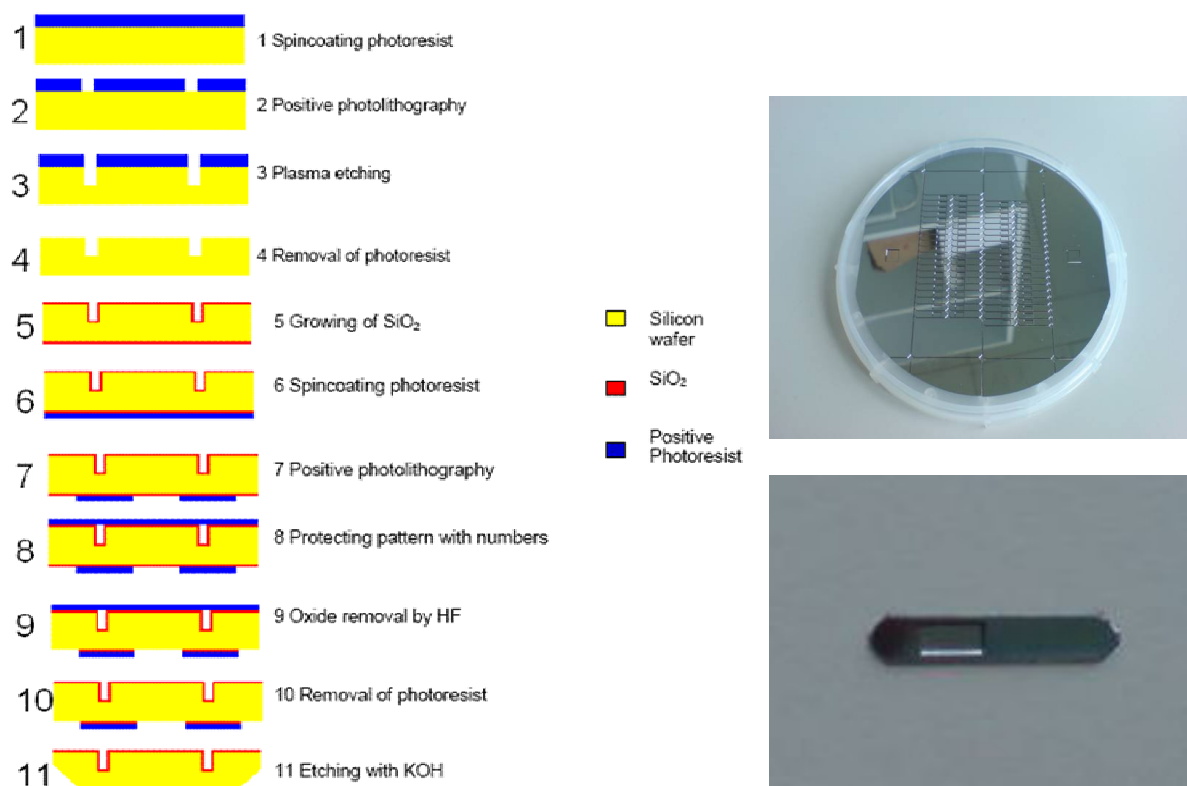 1
1 Spincoating photoresist
2
2 Positive photolithography
3
3 Plasma etching
4
4 Removal of photoresist
5
5 Growing of SiO₂
6
6 Spincoating photoresist
7
7 Positive photolithography
8
8 Protecting pattern with numbers
9
9 Oxide removal by HF
10
10 Removal of photoresist
11
11 Etching with KOH
Silicon
wafer
SiO₂
Positive
Photoresist